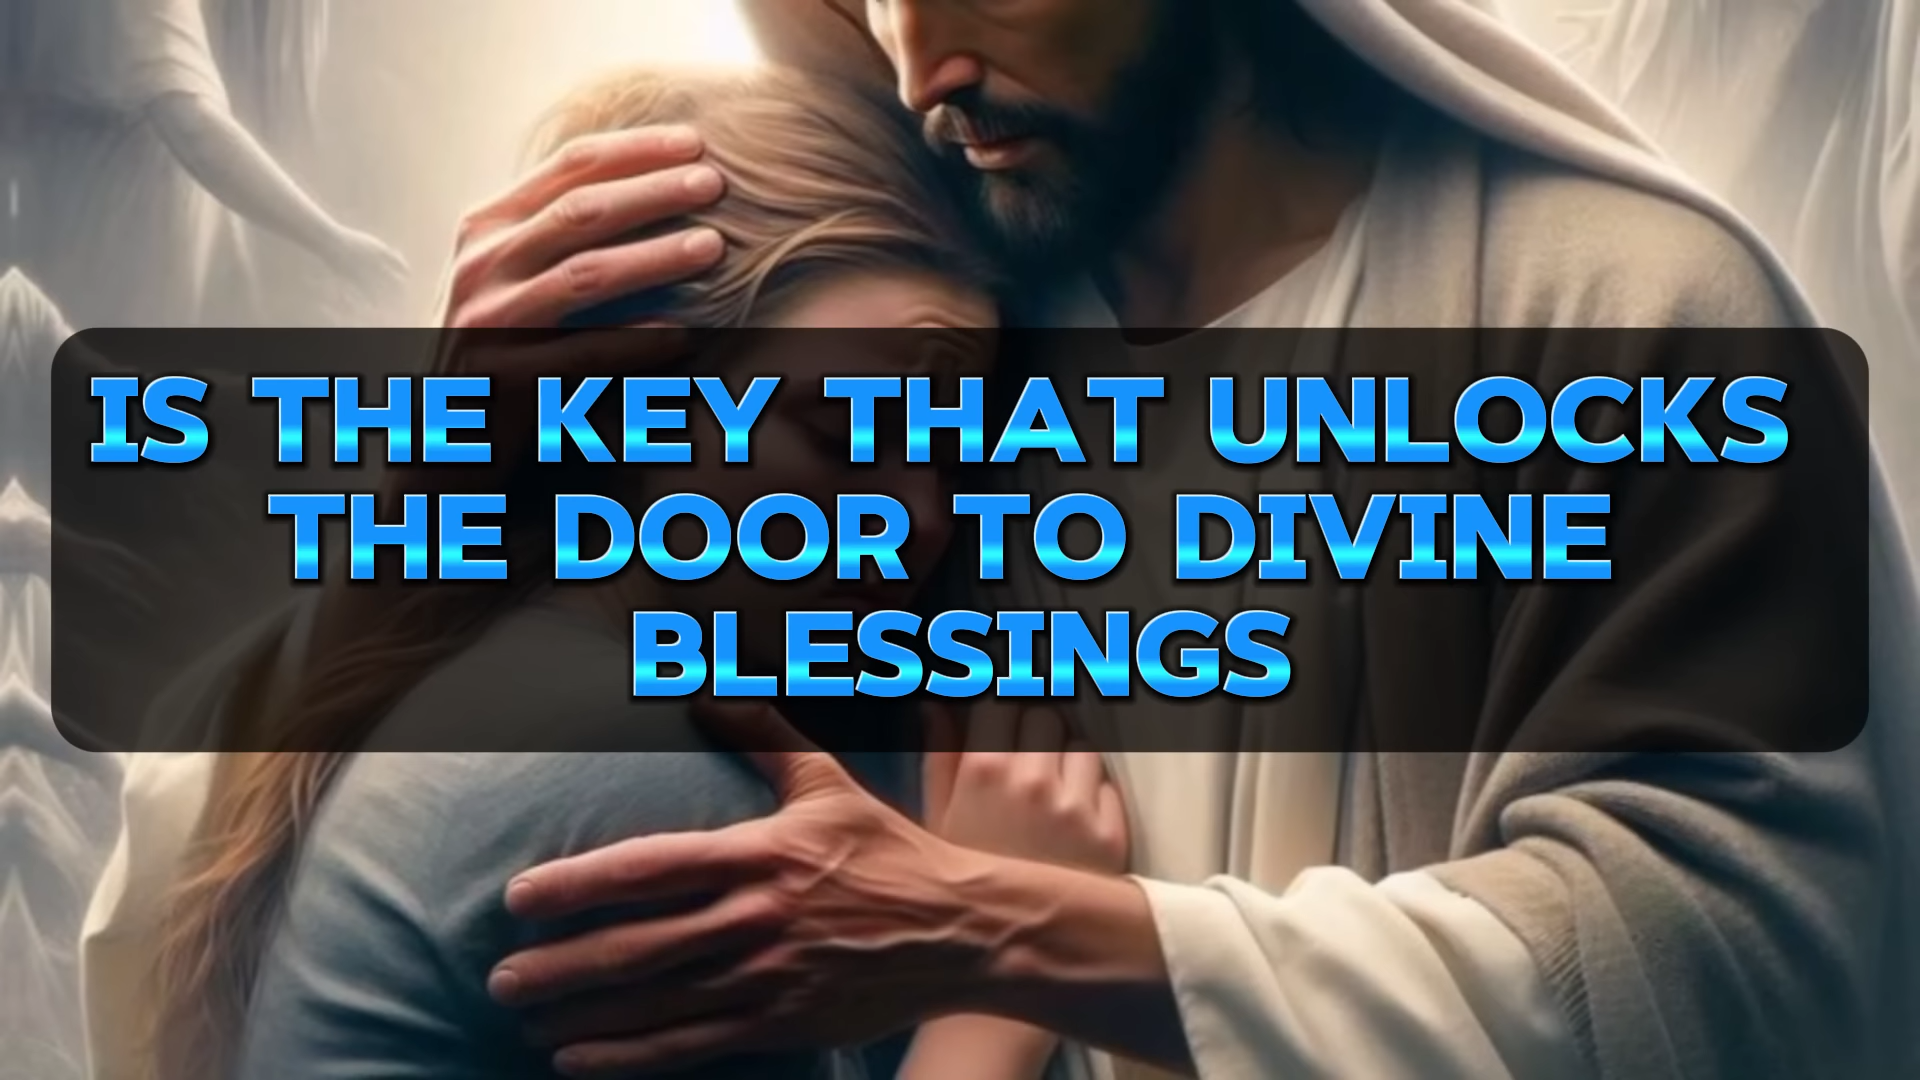 IS THE KEY THAT UNLOCKS
THE DOOR TO DIVINE
BLESSINGS